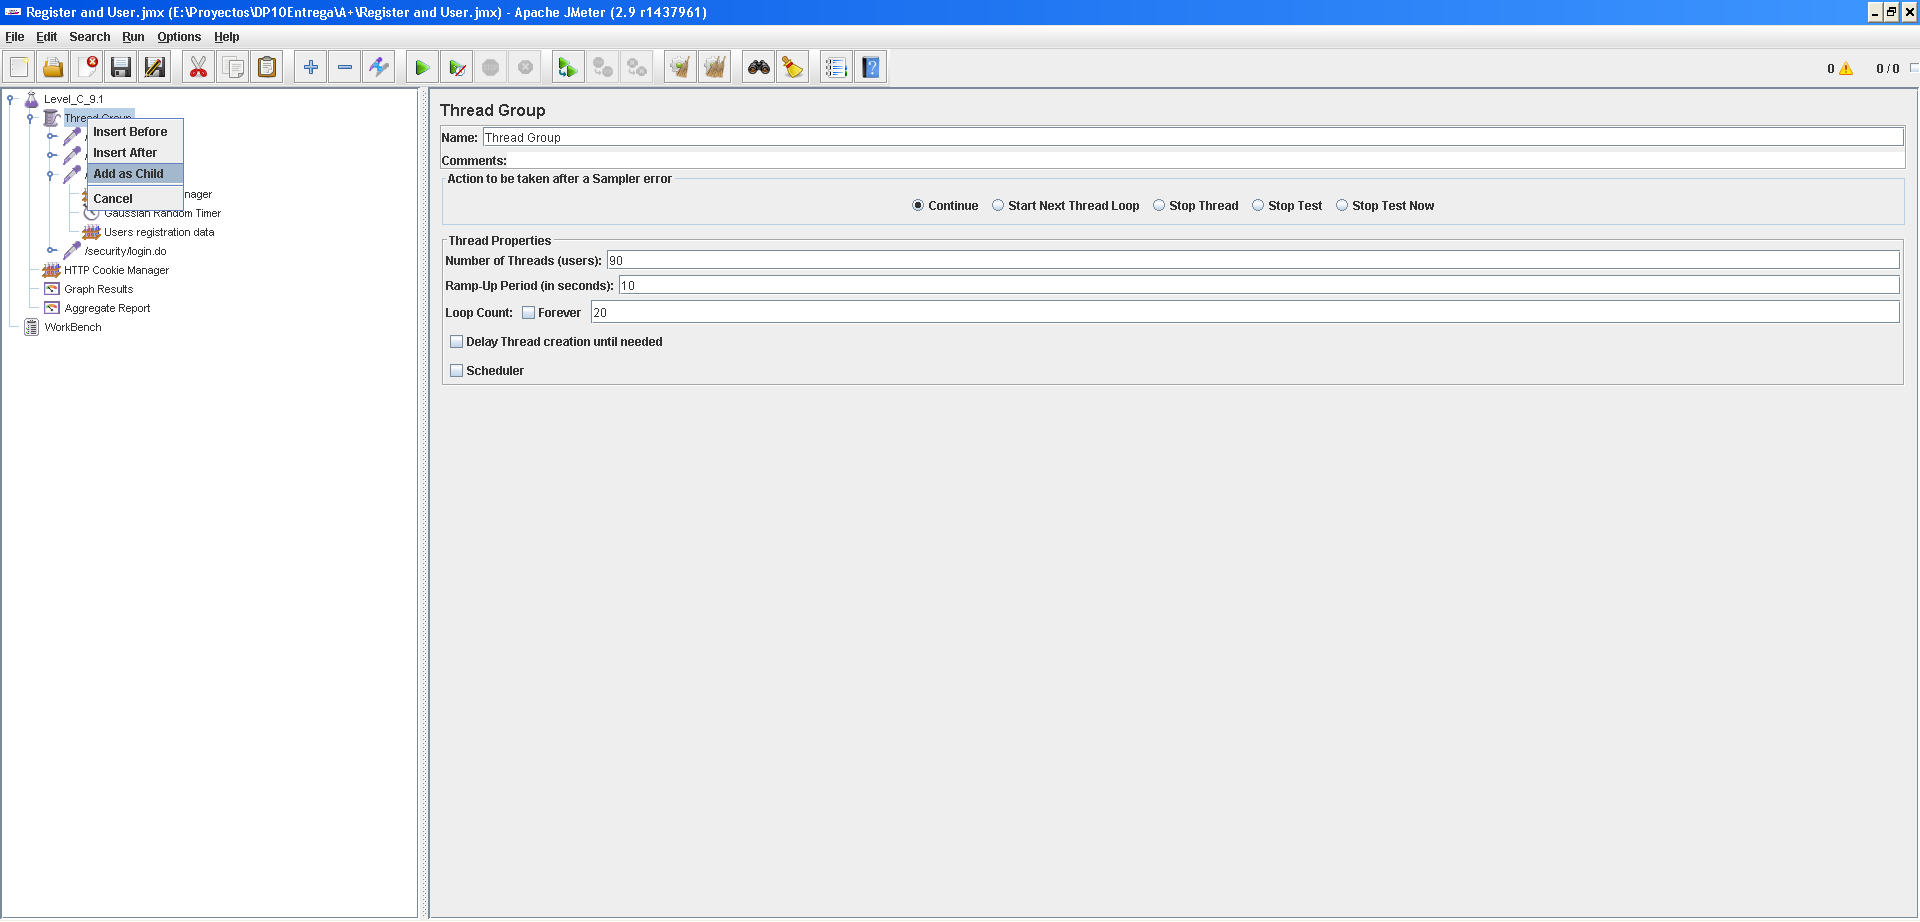 Register and User.jmx (E:\Proyectos\DP10Entrega\A+\Register and User.jmx) - Apache JMeter (2.9 r1437961)
File Edit Search Run Options Help
0 0 / 0
Level_C_9.1
Thread Group
Insert Before
Insert After
Add as Child
Cancel
nager
Gaussian Random Timer
Users registration data
/security/login.do
HTTP Cookie Manager
Graph Results
Aggregate Report
WorkBench
Thread Group
Name: Thread Group
Comments:
Action to be taken after a Sampler error
Continue Start Next Thread Loop Stop Thread Stop Test Stop Test Now
Thread Properties
Number of Threads (users): 90
Ramp-Up Period (in seconds): 10
Loop Count: Forever 20
Delay Thread creation until needed
Scheduler